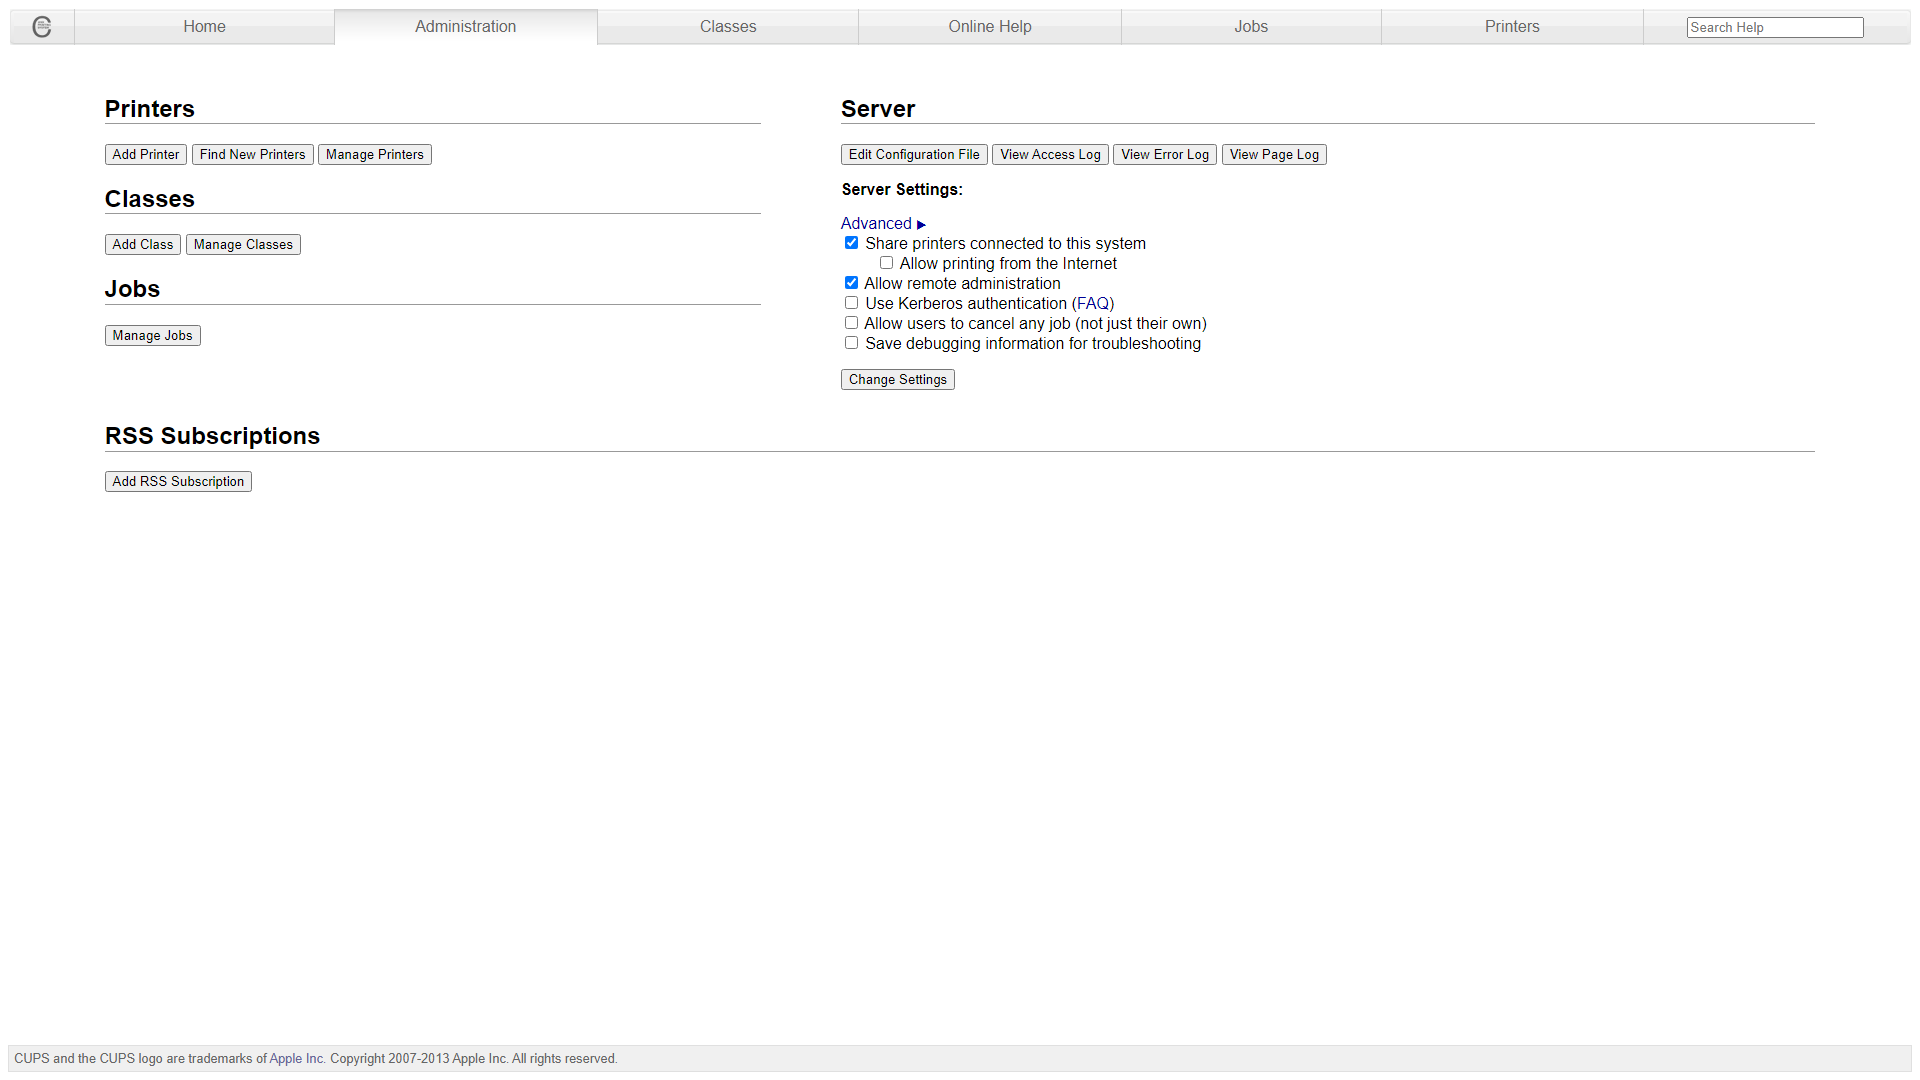 Home Administration Classes Online Help Jobs Printers Search Help
Printers
Add Printer Find New Printers Manage Printers
Classes
Add Class Manage Classes
Jobs
Manage Jobs
Server
Edit Configuration File View Access Log View Error Log View Page Log
Server Settings:
Advanced ▶
Share printers connected to this system
Allow printing from the Internet
Allow remote administration
Use Kerberos authentication (FAQ)
Allow users to cancel any job (not just their own)
Save debugging information for troubleshooting
Change Settings
RSS Subscriptions
Add RSS Subscription
CUPS and the CUPS logo are trademarks of Apple Inc. Copyright 2007-2013 Apple Inc. All rights reserved.